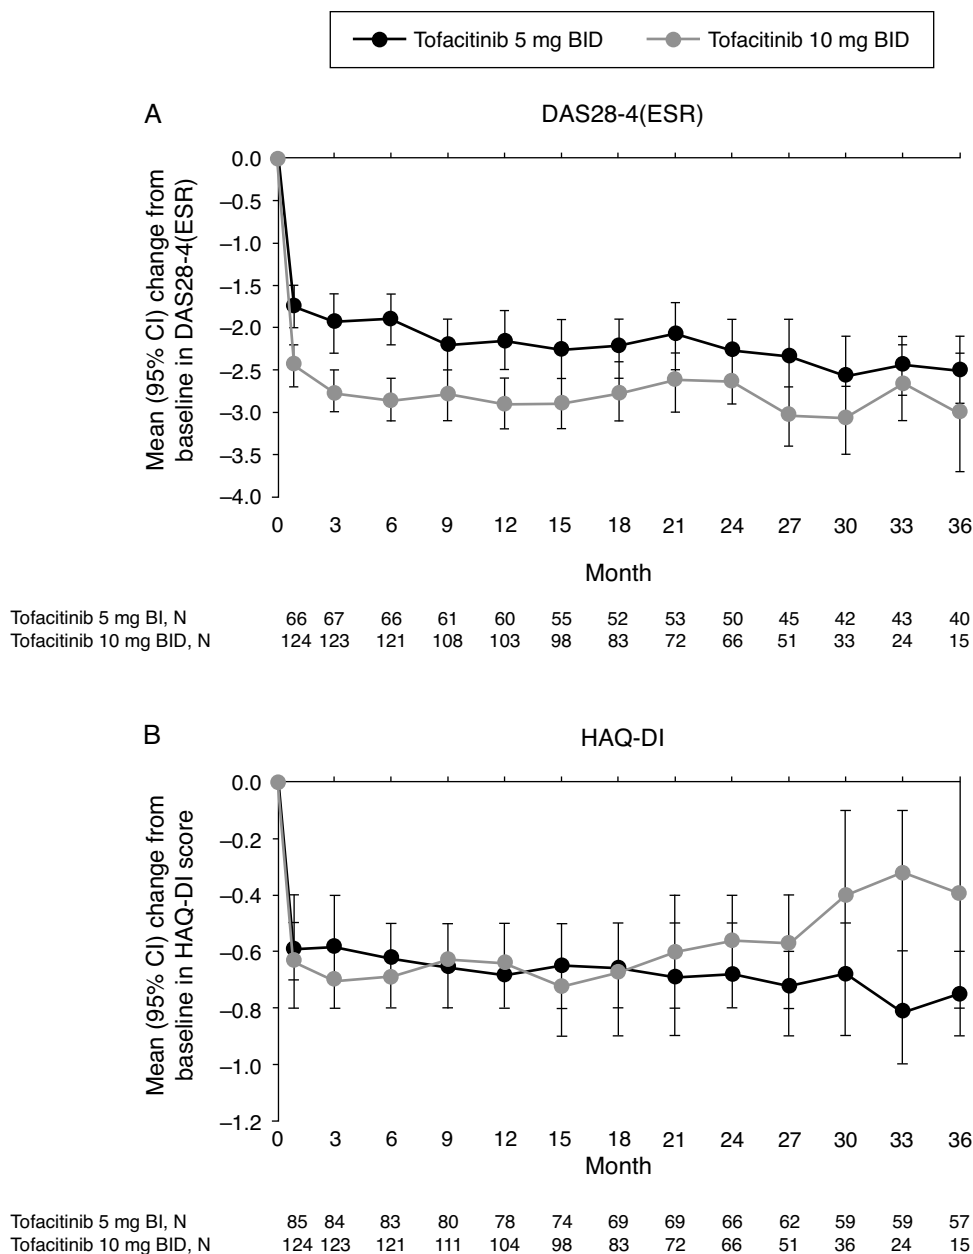 Tofacitinib 5 mg BID Tofacitinib 10 mg BID
A DAS28-4(ESR)
Mean (95% CI) change from
baseline in DAS28-4(ESR)
0.0
–0.5
–1.0
–1.5
–2.0
–2.5
–3.0
–3.5
–4.0
0 3 6 9 12 15 18 21 24 27 30 33 36
Month
Tofacitinib 5 mg BI, N 66 67 66 61 60 55 52 53 50 45 42 43 40
Tofacitinib 10 mg BID, N 124 123 121 108 103 98 83 72 66 51 33 24 15
B HAQ-DI
Mean (95% CI) change from
baseline in HAQ-DI score
0.0
–0.2
–0.4
–0.6
–0.8
–1.0
–1.2
0 3 6 9 12 15 18 21 24 27 30 33 36
Month
Tofacitinib 5 mg BI, N 85 84 83 80 78 74 69 69 66 62 59 59 57
Tofacitinib 10 mg BID, N 124 123 121 111 104 98 83 72 66 51 36 24 15